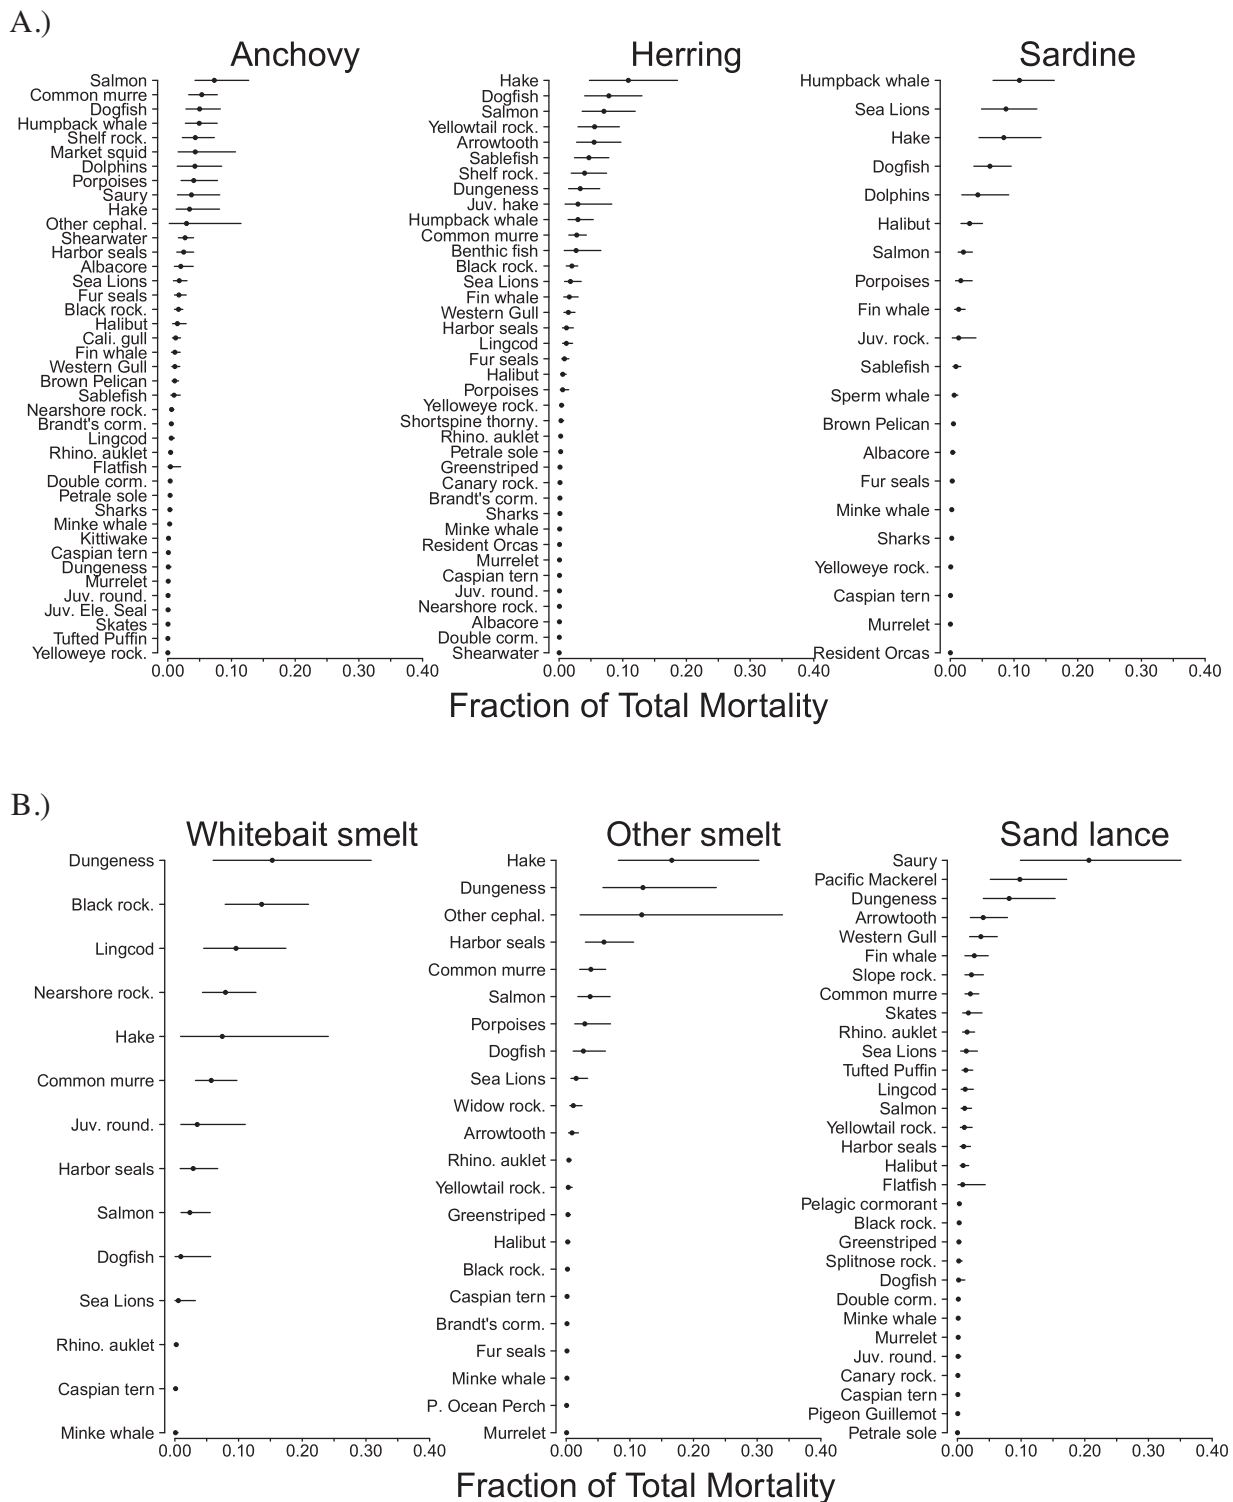 A.)
Anchovy
Salmon
Common murre
Dogfish
Humpback whale
Shelf rock.
Market squid
Dolphins
Porpoises
Saury
Hake
Other cephal.
Shearwater
Harbor seals
Albacore
Sea Lions
Fur seals
Black rock.
Halibut
Cali. gull
Fin whale
Western Gull
Brown Pelican
Sablefish
Nearshore rock.
Brandt's corm.
Lingcod
Rhino. auklet
Flatfish
Double corm.
Petrale sole
Sharks
Minke whale
Kittiwake
Caspian tern
Dungeness
Murrelet
Juv. round.
Juv. Ele. Seal
Skates
Tufted Puffin
Yelloweye rock.
0.00 0.10 0.20 0.30 0.40
Herring
Hake
Dogfish
Salmon
Yellowtail rock.
Arrowtooth
Sablefish
Shelf rock.
Dungeness
Juv. hake
Humpback whale
Common murre
Benthic fish
Black rock.
Sea Lions
Fin whale
Western Gull
Harbor seals
Lingcod
Fur seals
Halibut
Porpoises
Yelloweye rock.
Shortspine thorny.
Rhino. auklet
Petrale sole
Greenstriped
Canary rock.
Brandt's corm.
Sharks
Minke whale
Resident Orcas
Murrelet
Caspian tern
Juv. round.
Nearshore rock.
Albacore
Double corm.
Shearwater
0.00 0.10 0.20 0.30 0.40
Sardine
Humpback whale
Sea Lions
Hake
Dogfish
Dolphins
Halibut
Salmon
Porpoises
Fin whale
Juv. rock.
Sablefish
Sperm whale
Brown Pelican
Albacore
Fur seals
Minke whale
Sharks
Yelloweye rock.
Caspian tern
Murrelet
Resident Orcas
0.00 0.10 0.20 0.30 0.40
Fraction of Total Mortality
B.)
Whitebait smelt
Dungeness
Black rock.
Lingcod
Nearshore rock.
Hake
Common murre
Juv. round.
Harbor seals
Salmon
Dogfish
Sea Lions
Rhino. auklet
Caspian tern
Minke whale
0.00 0.10 0.20 0.30 0.40
Other smelt
Hake
Dungeness
Other cephal.
Harbor seals
Common murre
Salmon
Porpoises
Dogfish
Sea Lions
Widow rock.
Arrowtooth
Rhino. auklet
Yellowtail rock.
Greenstriped
Halibut
Black rock.
Caspian tern
Brandt's corm.
Fur seals
Minke whale
P. Ocean Perch
Murrelet
0.00 0.10 0.20 0.30 0.40
Sand lance
Saury
Pacific Mackerel
Dungeness
Arrowtooth
Western Gull
Fin whale
Slope rock.
Common murre
Skates
Rhino. auklet
Sea Lions
Tufted Puffin
Lingcod
Salmon
Yellowtail rock.
Harbor seals
Halibut
Flatfish
Pelagic cormorant
Black rock.
Greenstriped
Splitnose rock.
Dogfish
Double corm.
Minke whale
Murrelet
Juv. round.
Canary rock.
Caspian tern
Pigeon Guillemot
Petrale sole
0.00 0.10 0.20 0.30 0.40
Fraction of Total Mortality